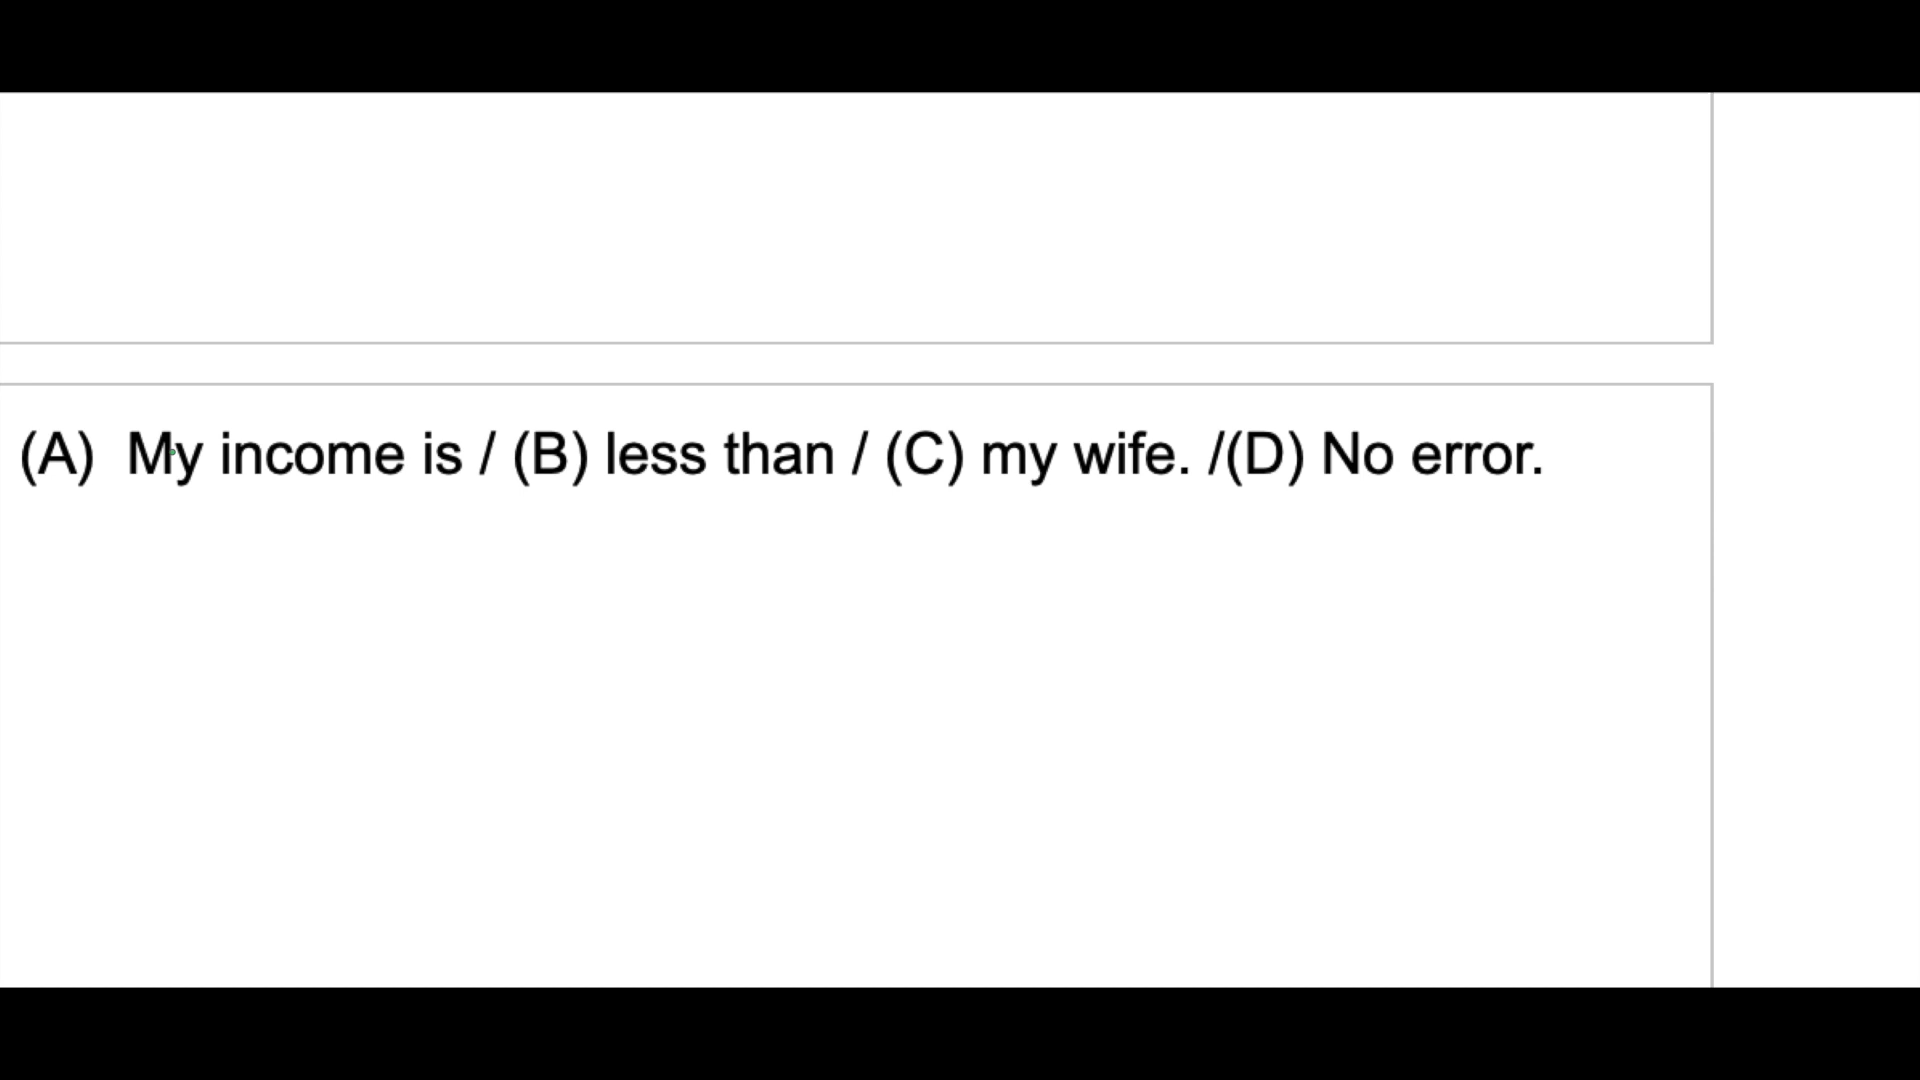 (A) My income is / (B) less than / (C) my wife. /(D) No error.